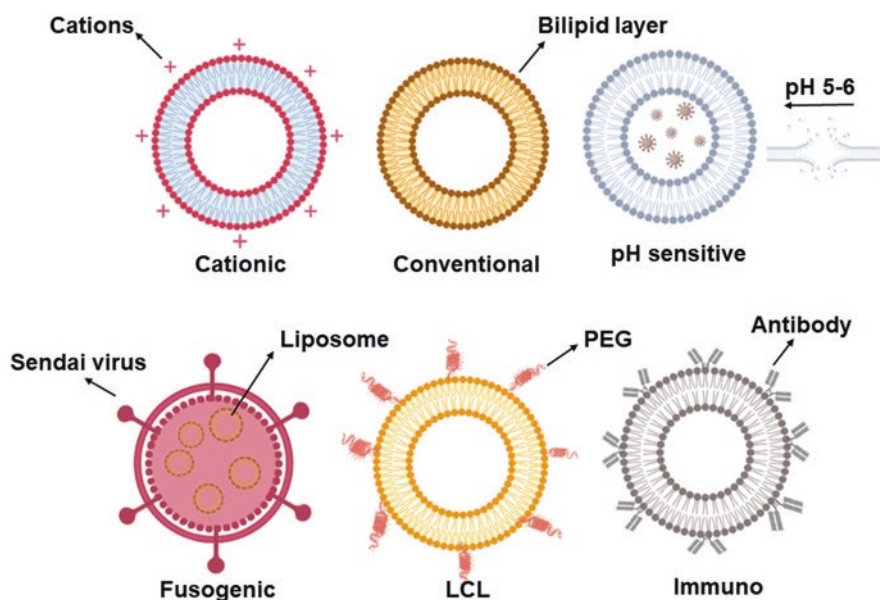 Cations
Bilipid layer
pH 5-6
Cationic
Conventional
pH sensitive
Sendai virus
Liposome
PEG
Antibody
Fusogenic
LCL
Immuno